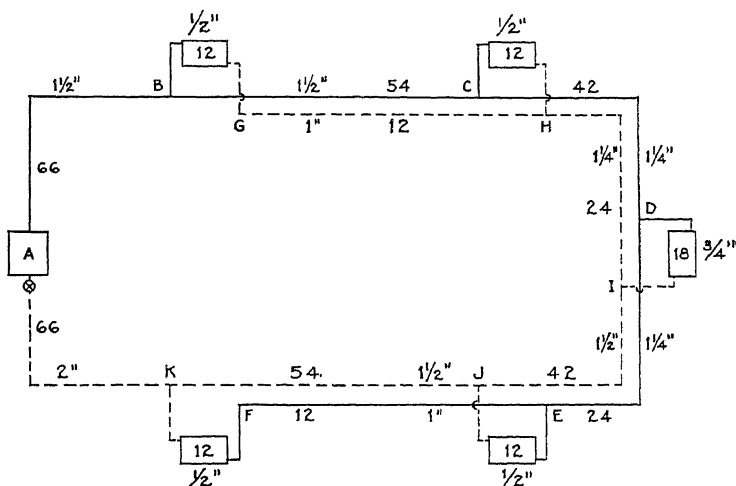 1/2" 1/2"
12 12
1 1/2" B 1 1/2" 54 C 42
G 1" 12 H
1 1/4" 1 1/4"
66
24 D
A 18 3/4"
I
66 1 1/2" 1 1/4"
2" K 54. 1 1/2" J 42
F 12 1" E 24
12 12
1/2" 1/2"